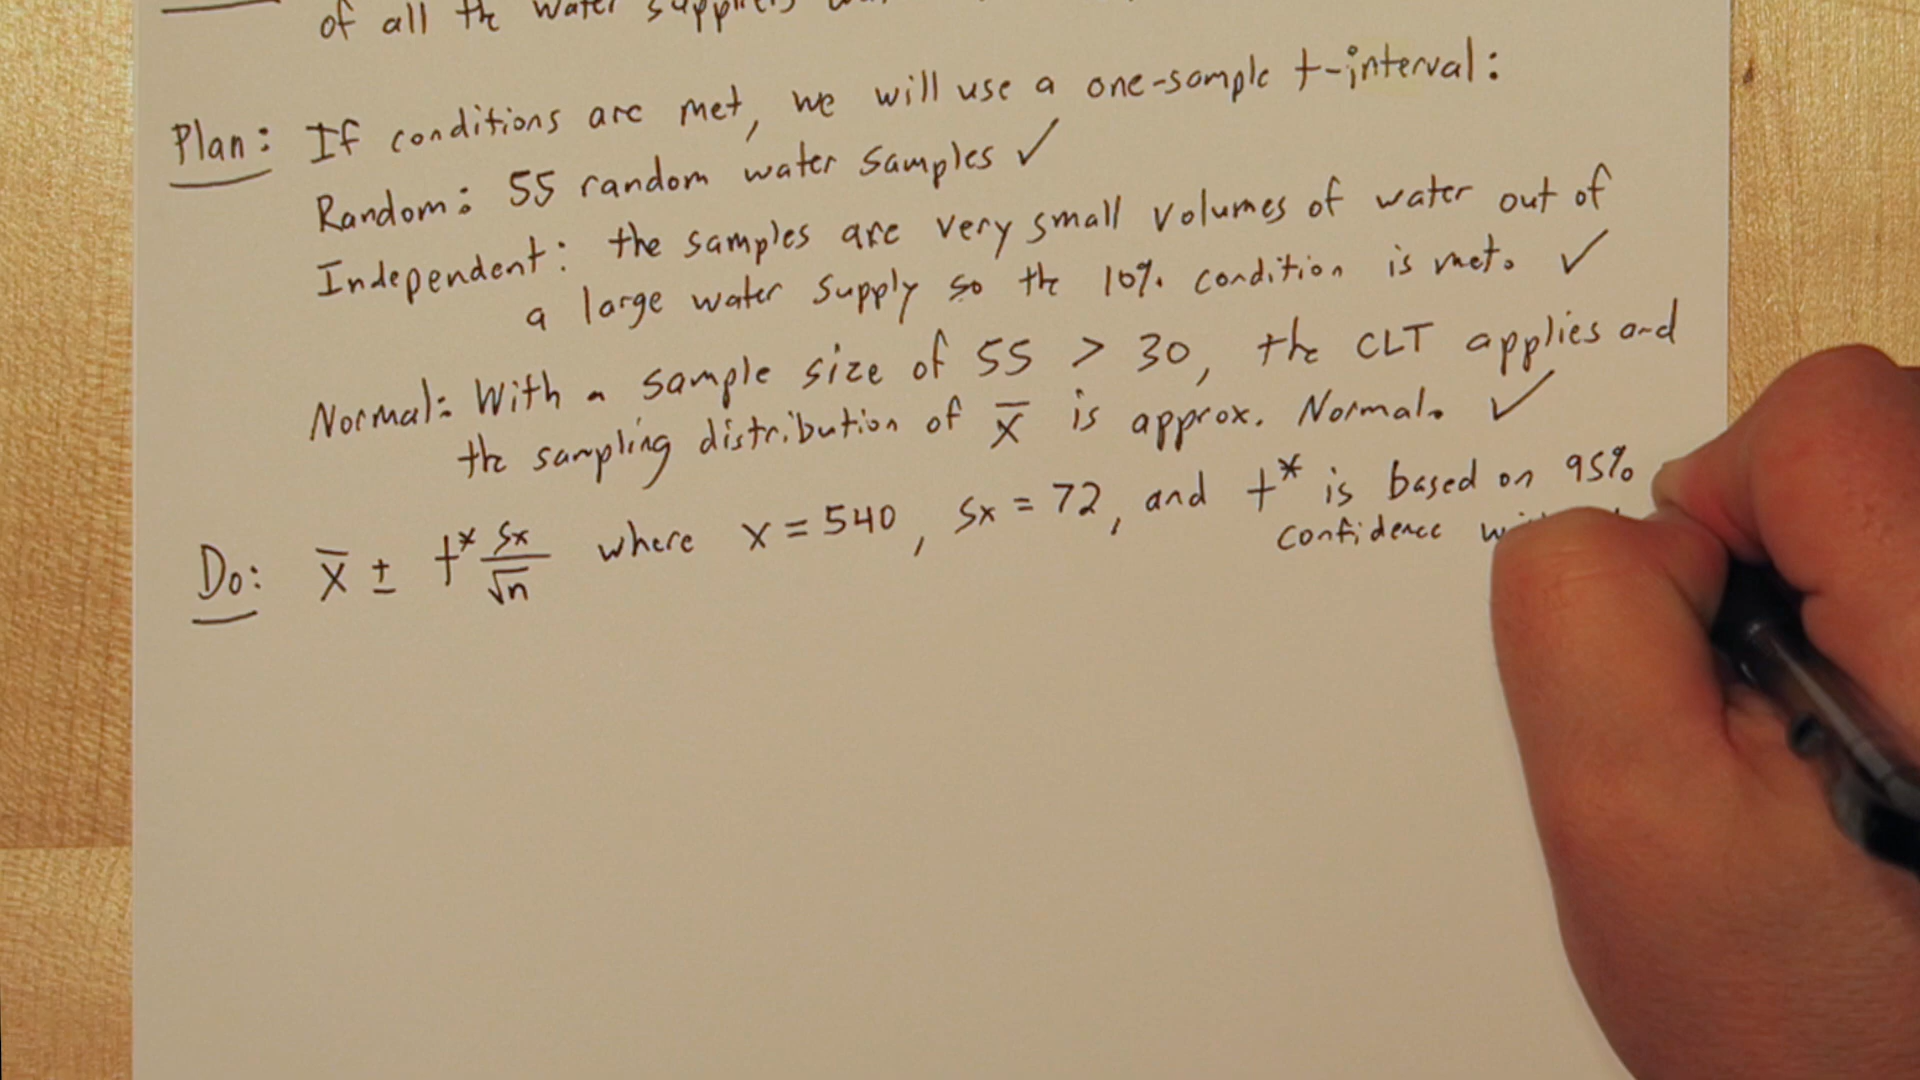 of all the water
Plan: If conditions are met, we will use a one-sample t-interval:
Random: 55 random water samples ✓
Independent: the samples are very small volumes of water out of
a large water supply so the 10% condition is met. ✓
Normal: With a sample size of 55 > 30, the CLT applies and
the sampling distribution of x̄ is approx. Normal. ✓
Do: x̄ ± t* sx/√n where x = 540, sx = 72, and t* is based on 95%
confidence